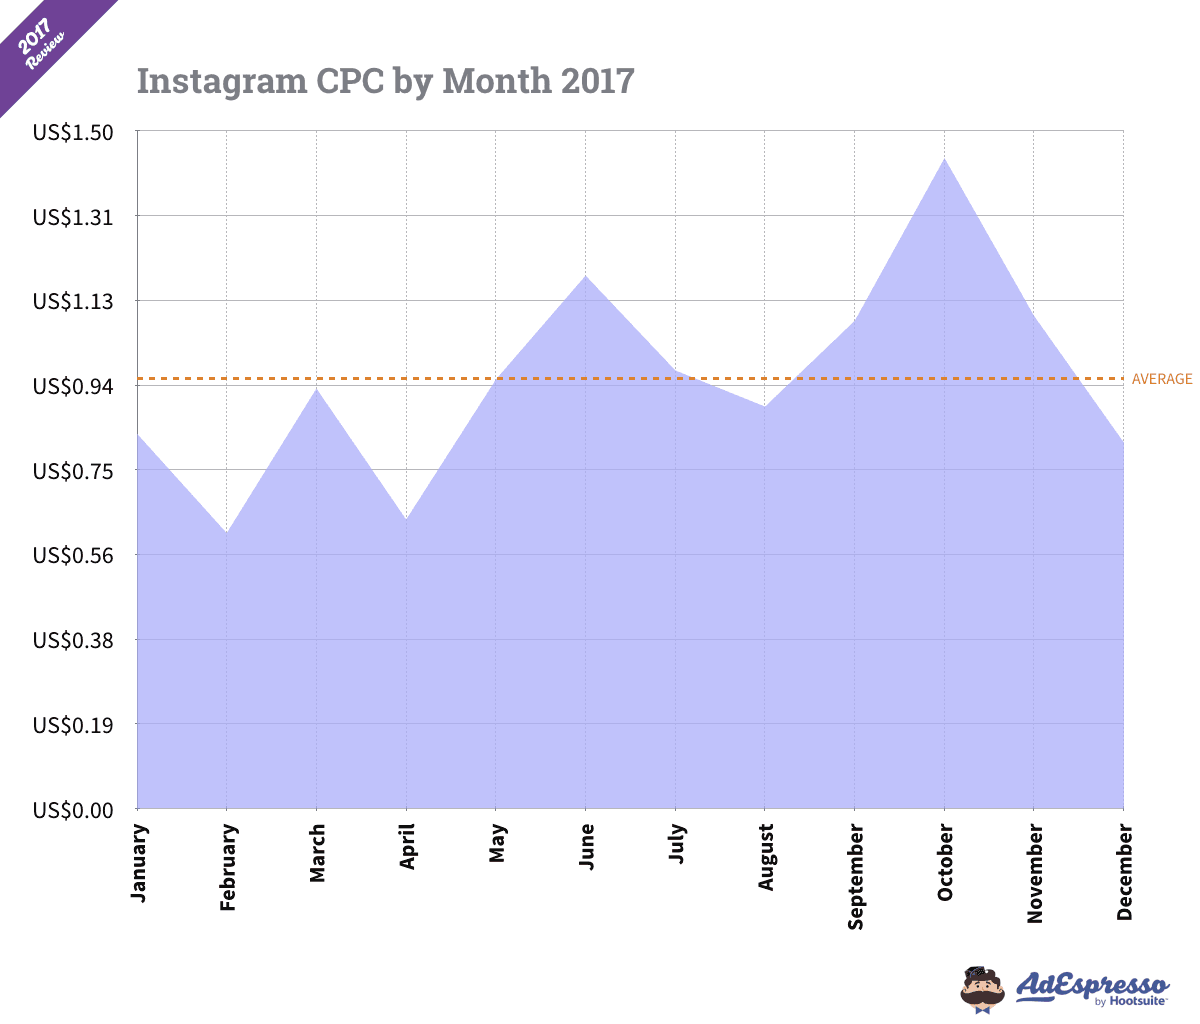 2017
Review
Instagram CPC by Month 2017
US$1.50
US$1.31
US$1.13
US$0.94
US$0.75
US$0.56
US$0.38
US$0.19
US$0.00
AVERAGE
January
February
March
April
May
June
July
August
September
October
November
December
AdEspresso
by Hootsuite™